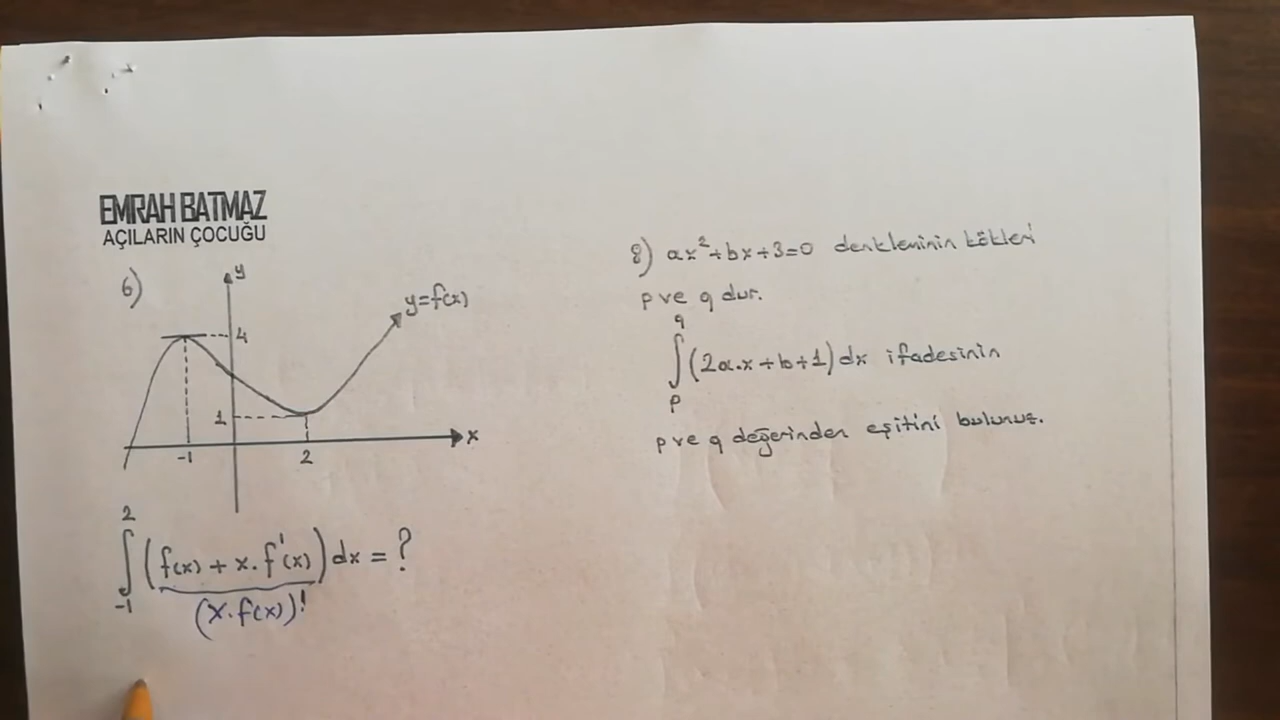 EMRAH BATMAZ
AÇILARIN ÇOCUĞU
6)
y
y=f(x)
4
1
x
-1
2
2
∫(f(x) + x.f'(x))dx = ?
-1
(x.f(x))'
8) ax²+bx+3=0 denkleminin kökleri
p ve q dur.
q
∫(2a.x+b+1)dx ifadesinin
p
p ve q değerinden eşitini bulunuz.